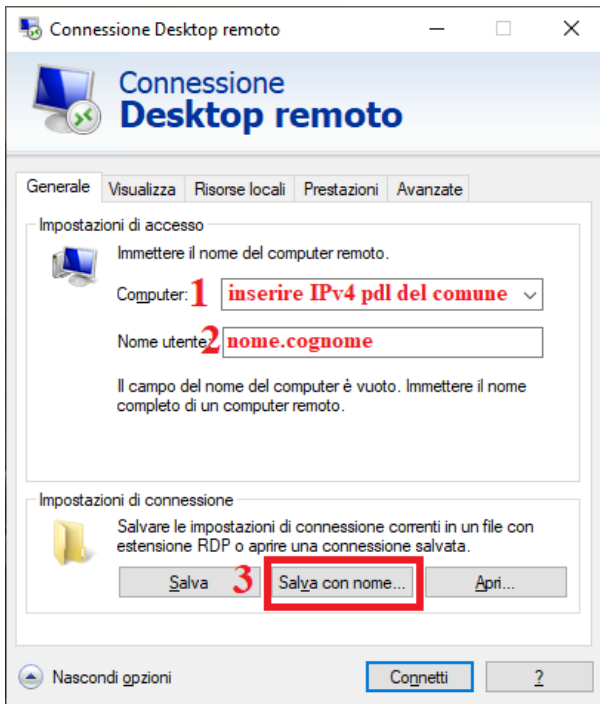 Connessione Desktop remoto
Connessione
Desktop remoto
Generale Visualizza Risorse locali Prestazioni Avanzate
Impostazioni di accesso
Immettere il nome del computer remoto.
Computer: 1 inserire IPv4 pdl del comune
Nome utente: 2 nome.cognome
Il campo del nome del computer è vuoto. Immettere il nome
completo di un computer remoto.
Impostazioni di connessione
Salvare le impostazioni di connessione correnti in un file con
estensione RDP o aprire una connessione salvata.
Salva 3 Salva con nome... Apri...
Nascondi opzioni Connetti ?